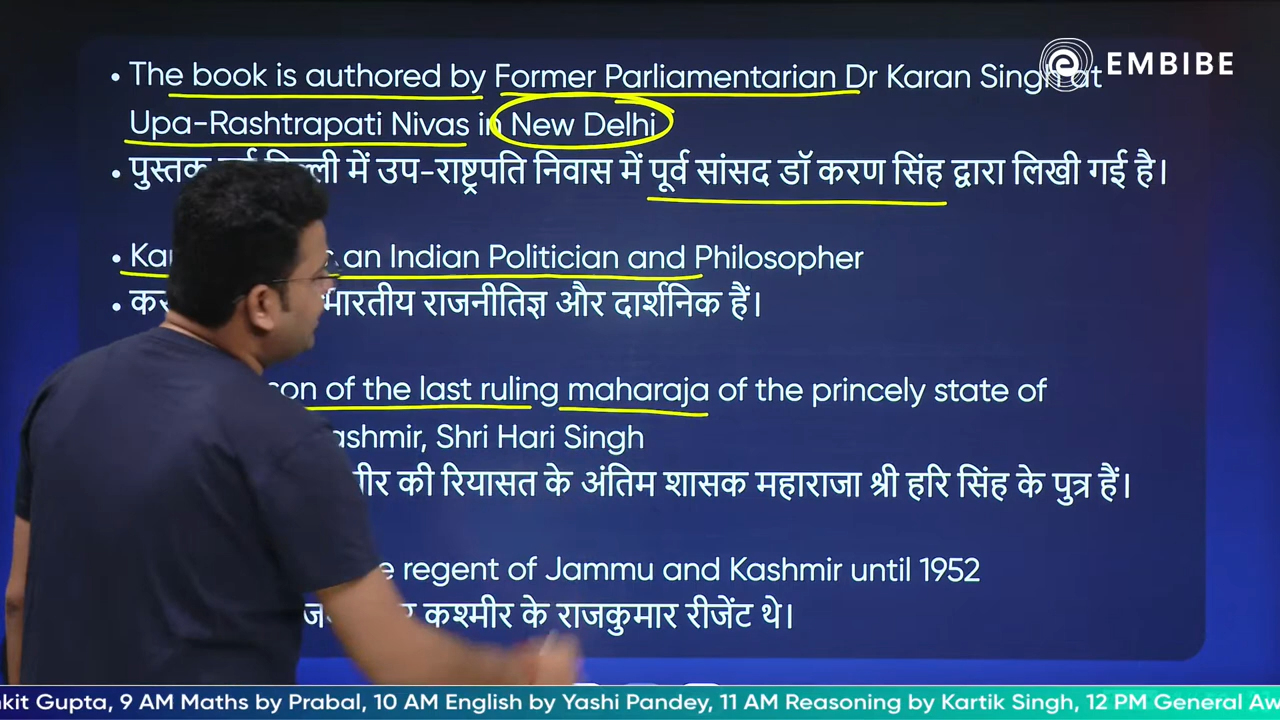 • The book is authored by Former Parliamentarian Dr Karan Singh at
EMBIBE
Upa-Rashtrapati Nivas in New Delhi
• पुस्तक दिल्ली में उप-राष्ट्रपति निवास में पूर्व सांसद डॉ करण सिंह द्वारा लिखी गई है।
• an Indian Politician and Philosopher
• भारतीय राजनीतिज्ञ और दार्शनिक हैं।
son of the last ruling maharaja of the princely state of
Shri Hari Singh
की रियासत के अंतिम शासक महाराजा श्री हरि सिंह के पुत्र हैं।
regent of Jammu and Kashmir until 1952
कश्मीर के राजकुमार रीजेंट थे।
Gupta, 9 AM Maths by Prabal, 10 AM English by Yashi Pandey, 11 AM Reasoning by Kartik Singh, 12 PM General